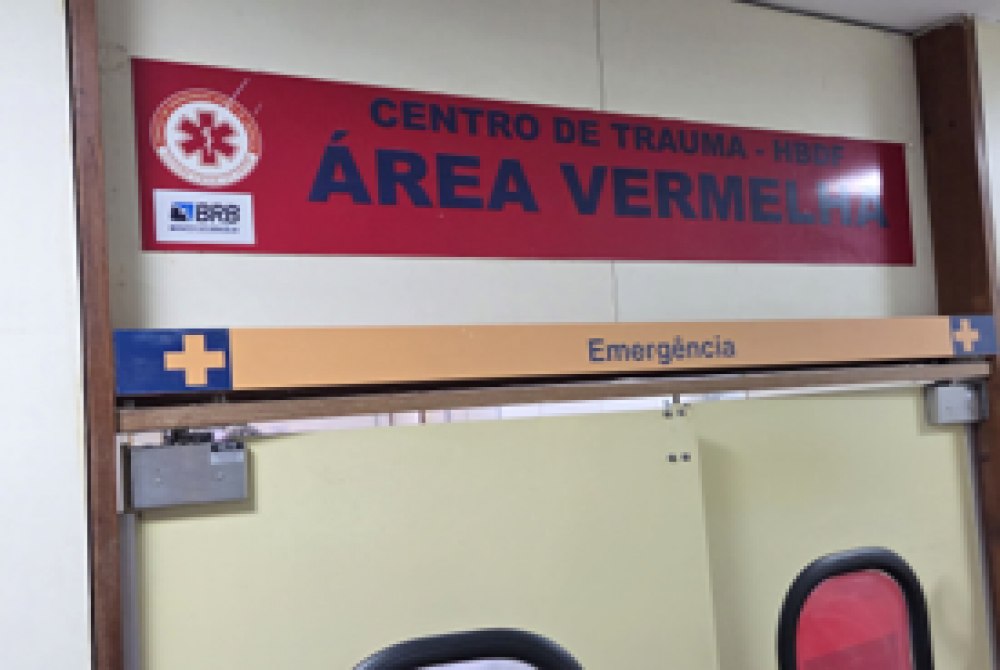 CENTRO DE TRAUMA - HBDF
ÁREA VERMELHA
BRB
Emergência